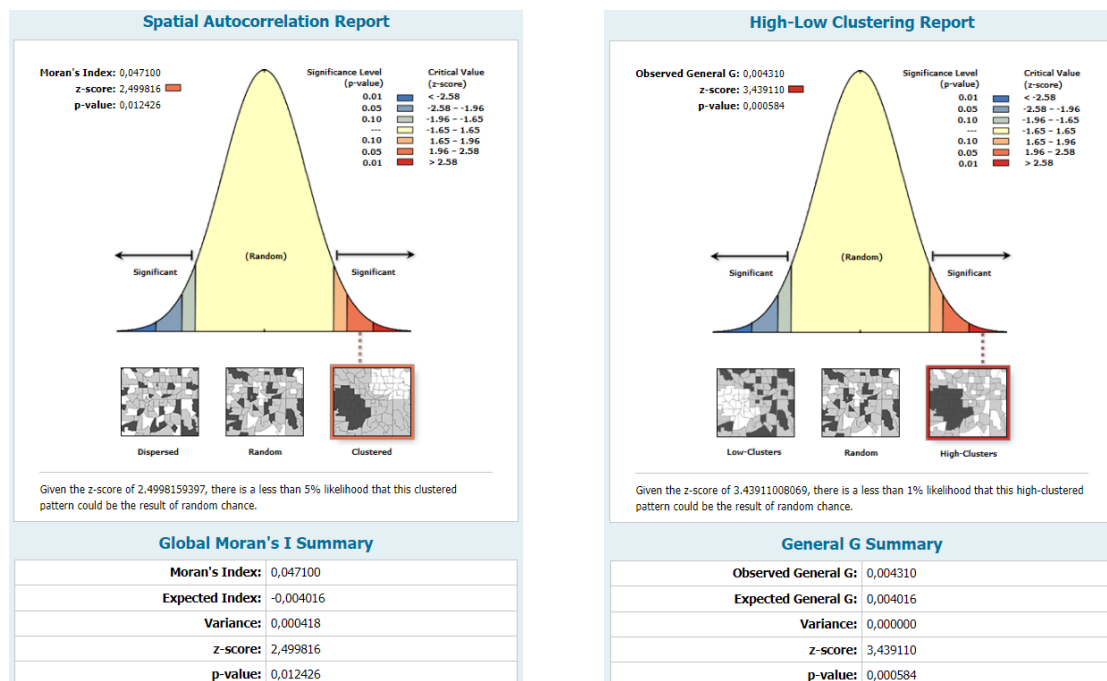 Spatial Autocorrelation Report
Moran's Index: 0,047100
z-score: 2,499816
p-value: 0,012426
Significance Level
(p-value)
Critical Value
(z-score)
0.01 < -2.58
0.05 -2.58 – -1.96
0.10 -1.96 – -1.65
--- -1.65 – 1.65
0.10 1.65 – 1.96
0.05 1.96 – 2.58
0.01 > 2.58
(Random)
Significant
Significant
Dispersed
Random
Clustered
Given the z-score of 2.4998159397, there is a less than 5% likelihood that this clustered
pattern could be the result of random chance.
Global Moran's I Summary
Moran's Index: 0,047100
Expected Index: -0,004016
Variance: 0,000418
z-score: 2,499816
p-value: 0,012426
High-Low Clustering Report
Observed General G: 0,004310
z-score: 3,439110
p-value: 0,000584
Significance Level
(p-value)
Critical Value
(z-score)
0.01 < -2.58
0.05 -2.58 – -1.96
0.10 -1.96 – -1.65
--- -1.65 – 1.65
0.10 1.65 – 1.96
0.05 1.96 – 2.58
0.01 > 2.58
(Random)
Significant
Significant
Low-Clusters
Random
High-Clusters
Given the z-score of 3.43911008069, there is a less than 1% likelihood that this high-clustered
pattern could be the result of random chance.
General G Summary
Observed General G: 0,004310
Expected General G: 0,004016
Variance: 0,000000
z-score: 3,439110
p-value: 0,000584